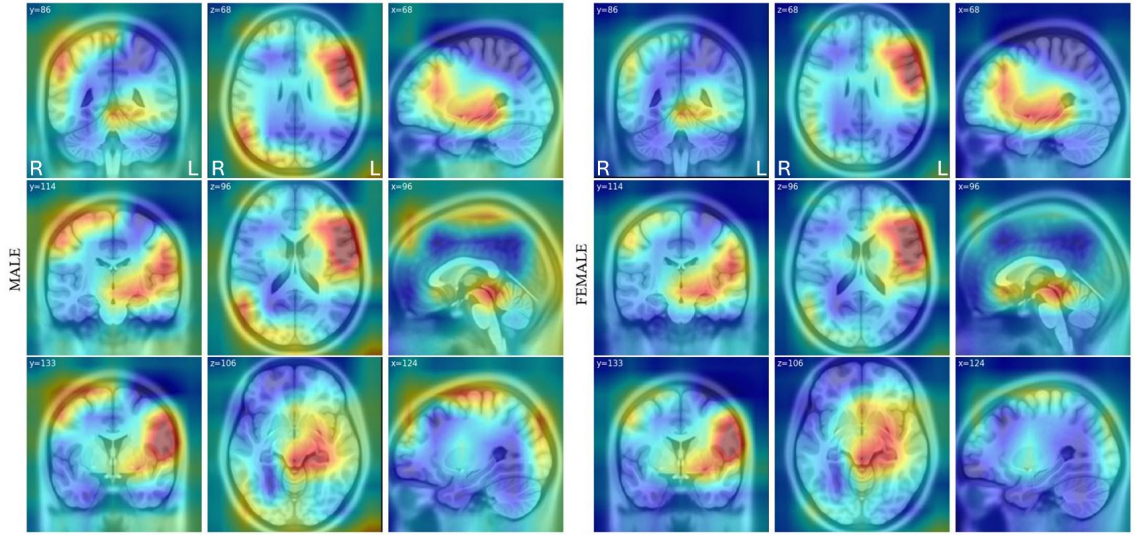 MALE
y=86 z=68 x=68
R L R L
y=114 z=96 x=96
y=133 z=106 x=124
FEMALE
y=86 z=68 x=68
R L R L
y=114 z=96 x=96
y=133 z=106 x=124